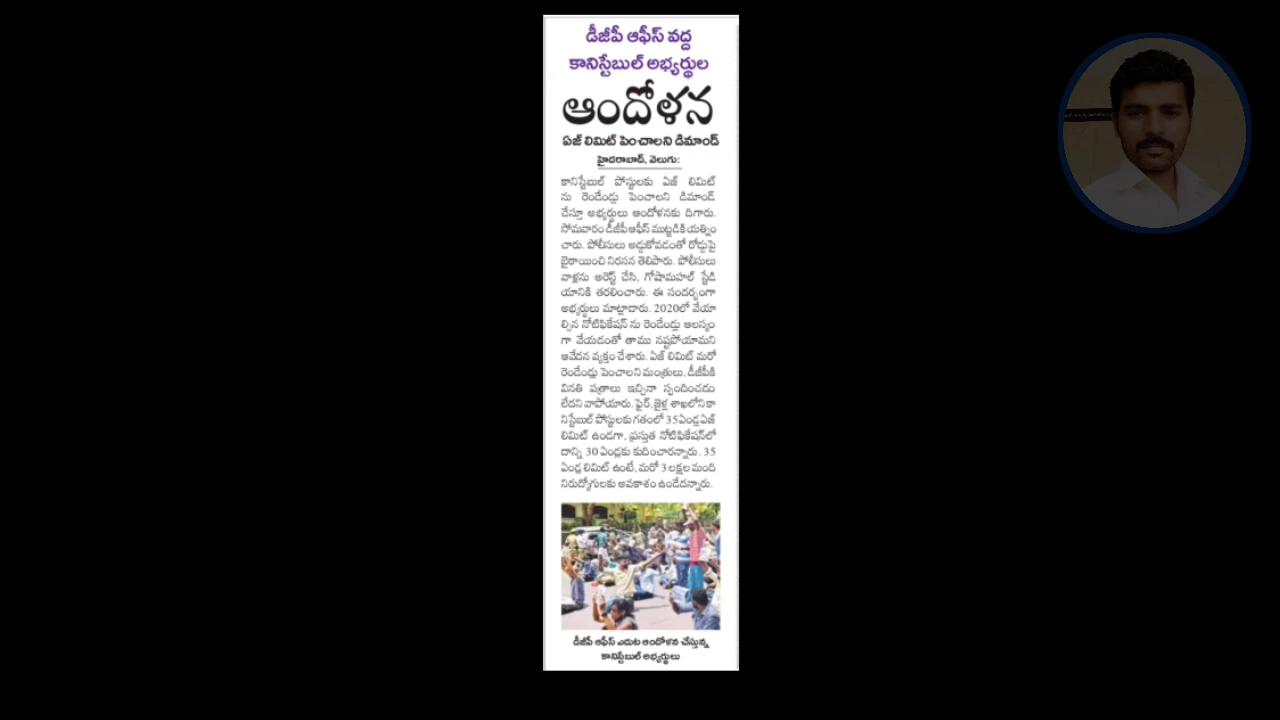 డీజీపీ ఆఫీస్ వద్ద
కానిస్టేబుల్ అభ్యర్థుల
ఆందోళన
ఏజ్ లిమిట్ పెంచాలని డిమాండ్
హైదరాబాద్, వెలుగు:
కానిస్టేబుల్ పోస్టులకు ఏజ్ లిమిట్
ను రెండేండ్లు పెంచాలని డిమాండ్
చేస్తూ అభ్యర్థులు ఆందోళనకు దిగారు.
సోమవారం డీజీపీ ఆఫీస్ ముట్టడికి యత్నిం
చారు. పోలీసులు అడ్డుకోవడంతో రోడ్డుపై
బైఠాయించి నిరసన తెలిపారు. పోలీసులు
వాళ్లను అరెస్ట్ చేసి, గోషామహల్ స్టేడి
యానికి తరలించారు. ఈ సందర్భంగా
అభ్యర్థులు మాట్లాడారు. 2020లో వేయా
ల్సిన నోటిఫికేషన్ ను రెండేండ్లు ఆలస్యం
గా వేయడంతో తాము నష్టపోయామని
ఆవేదన వ్యక్తం చేశారు. ఏజ్ లిమిట్ మరో
రెండేండ్లు పెంచాలని మంత్రులు, డీజీపీకి
వినతి పత్రాలు ఇచ్చినా స్పందించడం
లేదని వాపోయారు. ఫైర్, జైళ్ల శాఖలోని కా
నిస్టేబుల్ పోస్టులకు గతంలో 35 ఏండ్ల ఏజ్
లిమిట్ ఉండగా, ప్రస్తుత నోటిఫికేషన్‌లో
దాన్ని 30 ఏండ్లకు కుదించారన్నారు. 35
ఏండ్ల లిమిట్ ఉంటే, మరో 3 లక్షల మంది
నిరుద్యోగులకు అవకాశం ఉండేదన్నారు.
డీజీపీ ఆఫీస్ ఎదుట ఆందోళన చేస్తున్న
కానిస్టేబుల్ అభ్యర్థులు